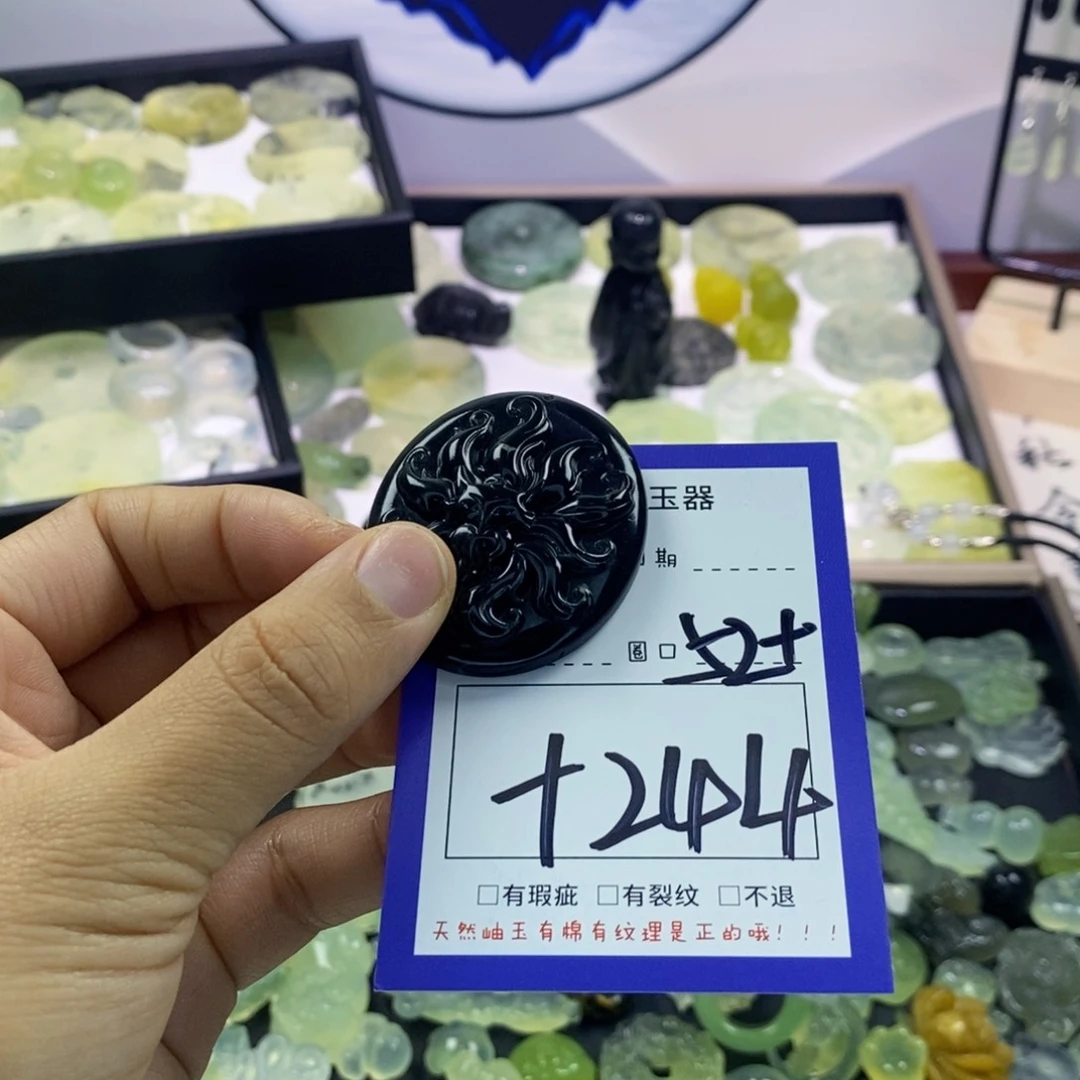 玉器
期
圈口
+244
□有瑕疵 □有裂纹 □不退
天然岫玉有棉有纹理是正的哦！！！